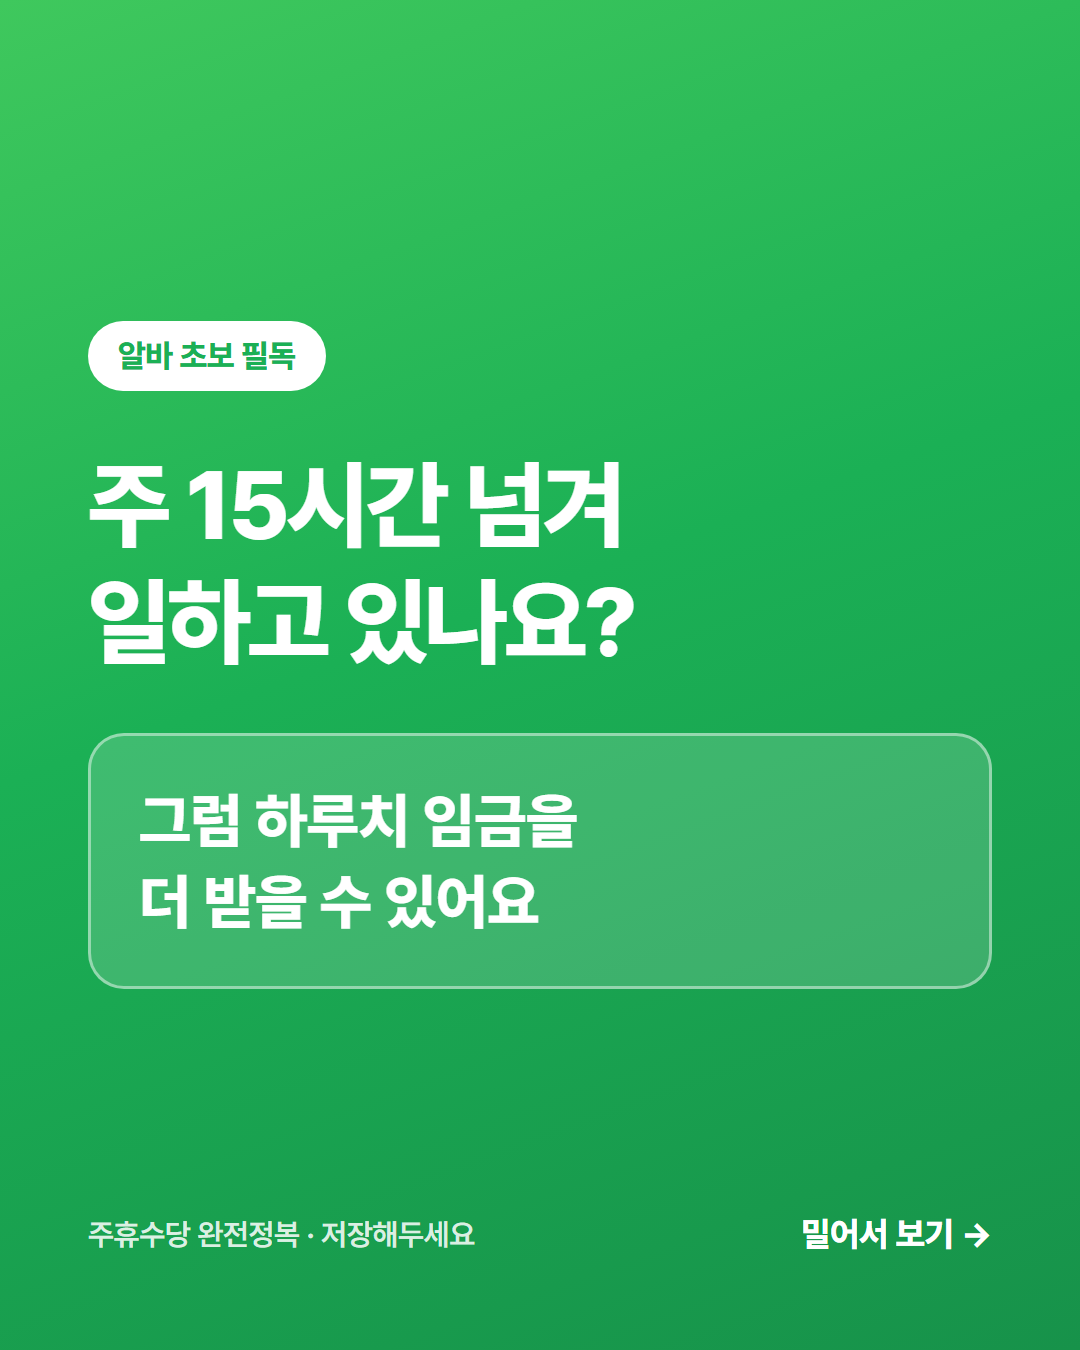 알바 초보 필독
주 15시간 넘겨
일하고 있나요?
그럼 하루치 임금을
더 받을 수 있어요
주휴수당 완전정복 · 저장해두세요
밀어서 보기 →